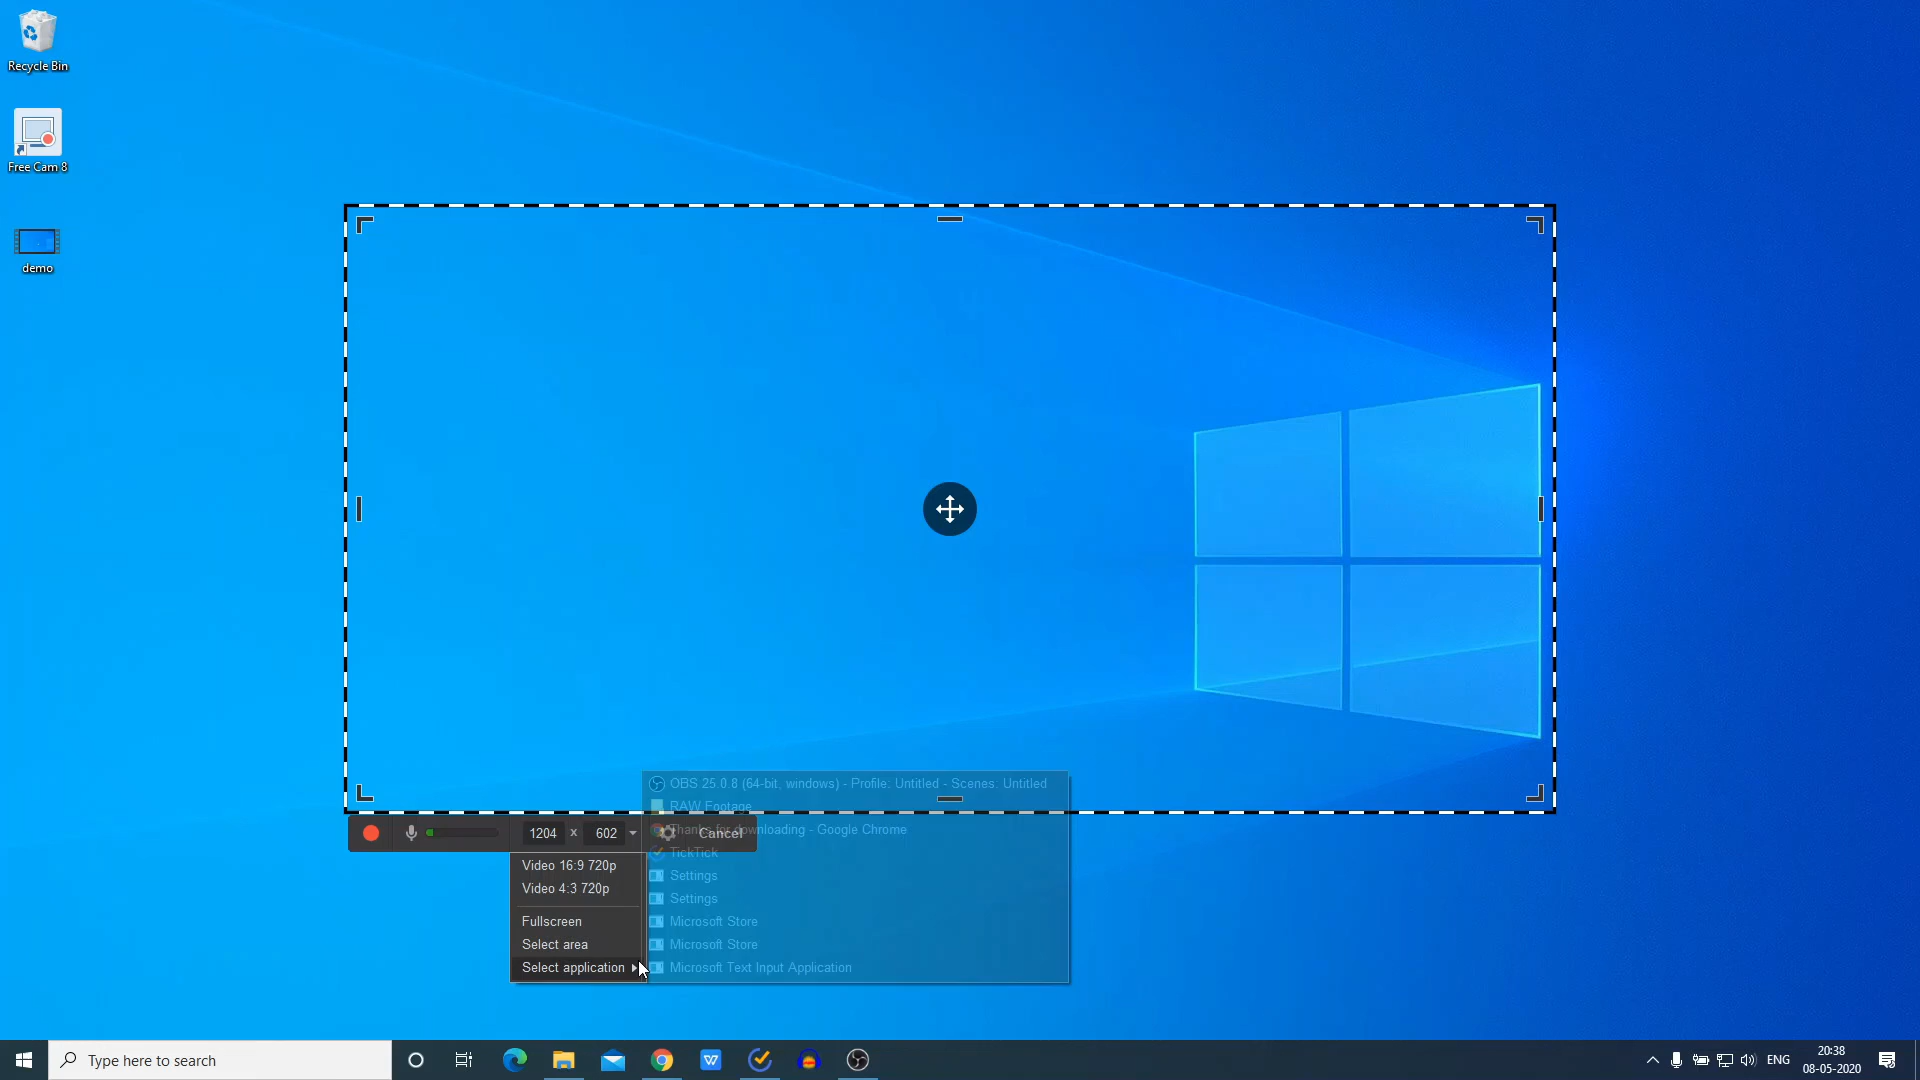 Recycle Bin
Free Cam 8
demo
OBS 25.0.8 (64-bit, windows) - Profile: Untitled - Scenes: Untitled
RAW Footage
Thanks for downloading - Google Chrome
1204 x 602
Cancel
TickTick
Settings
Settings
Microsoft Store
Microsoft Store
Microsoft Text Input Application
Video 16:9 720p
Video 4:3 720p
Fullscreen
Select area
Select application
Type here to search
ENG
20:38
08-05-2020